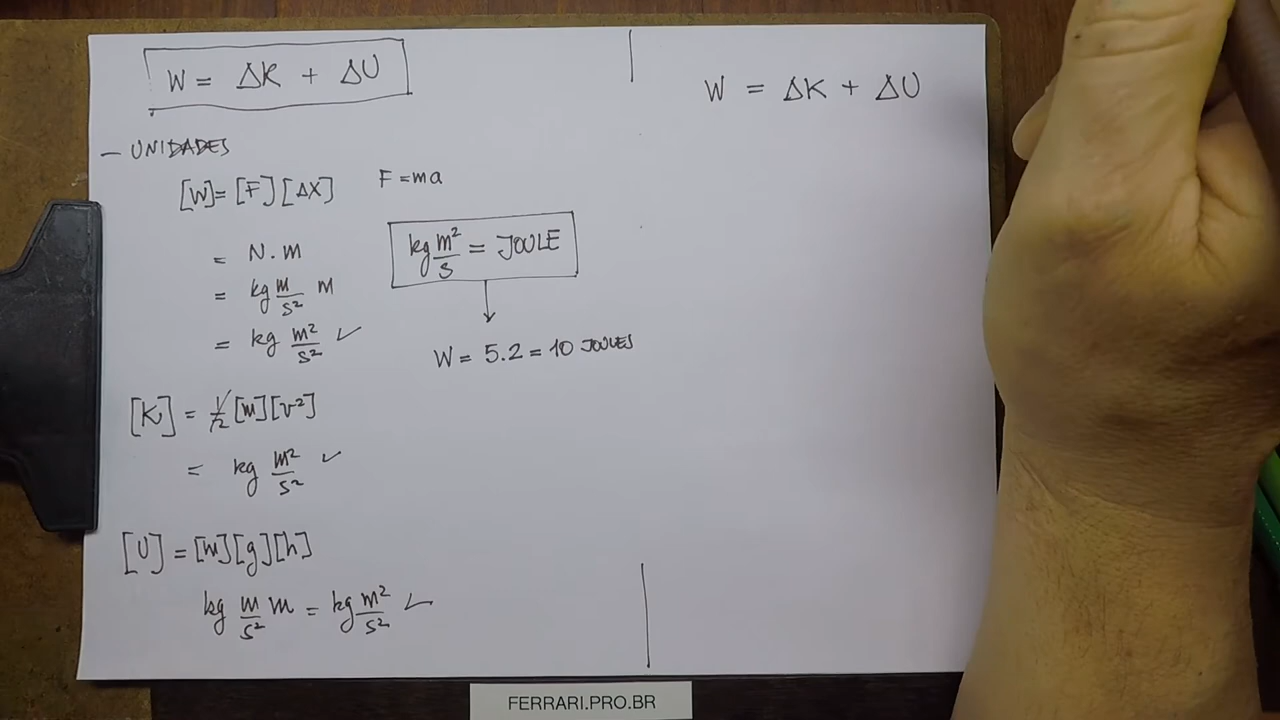 W = ΔK + ΔU
– UNIDADES
[W] = [F][ΔX]
F = ma
= N.m
= kg m/s² m
= kg m²/s² ✓
kg m²/s = JOULE
W = 5.2 = 10 JOULES
[K] = 1/2 [m][v²]
= kg m²/s² ✓
[U] = [m][g][h]
kg m/s² m = kg m²/s² ✓
W = ΔK + ΔU
FERRARI.PRO.BR